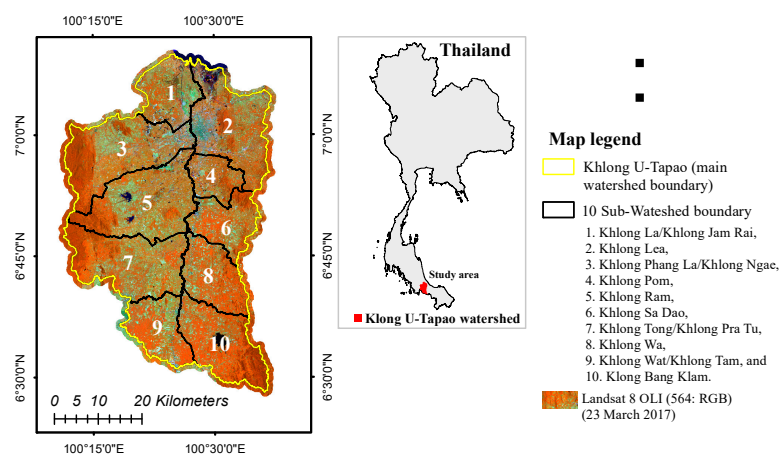 100°15'0"E
100°30'0"E
7°0'0"N
6°45'0"N
6°30'0"N
1
2
3
4
5
6
7
8
9
10
0 5 10 20 Kilometers
7°0'0"N
6°45'0"N
6°30'0"N
100°15'0"E
100°30'0"E
Thailand
Study area
Klong U-Tapao watershed
Map legend
Khlong U-Tapao (main
watershed boundary)
10 Sub-Wateshed boundary
1. Khlong La/Khlong Jam Rai,
2. Khlong Lea,
3. Khlong Phang La/Khlong Ngae,
4. Khlong Pom,
5. Khlong Ram,
6. Khlong Sa Dao,
7. Khlong Tong/Khlong Pra Tu,
8. Khlong Wa,
9. Khlong Wat/Khlong Tam, and
10. Klong Bang Klam.
Landsat 8 OLI (564: RGB)
(23 March 2017)